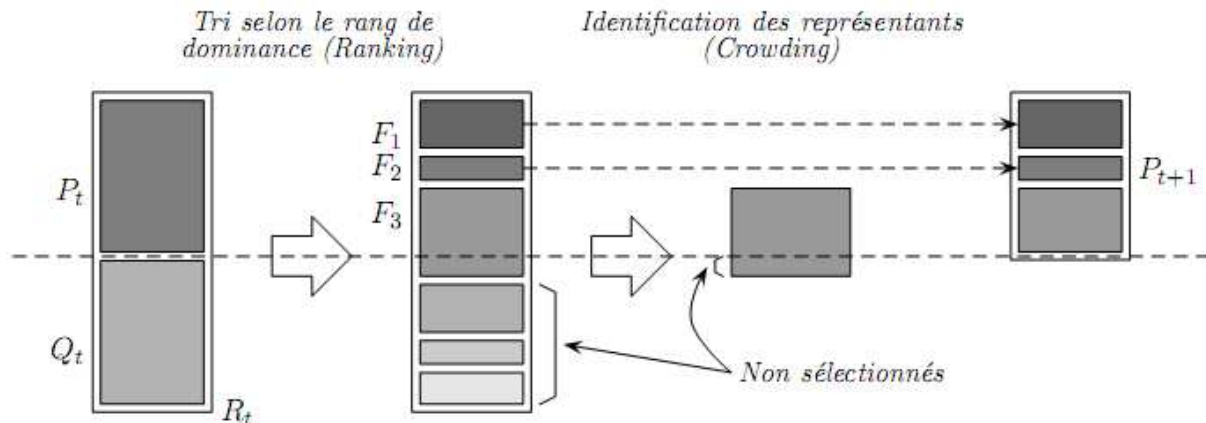 Tri selon le rang de
dominance (Ranking)
Identification des représentants
(Crowding)
F₁
F₂
P_t
P_{t+1}
F₃
Q_t
Non sélectionnés
R_t